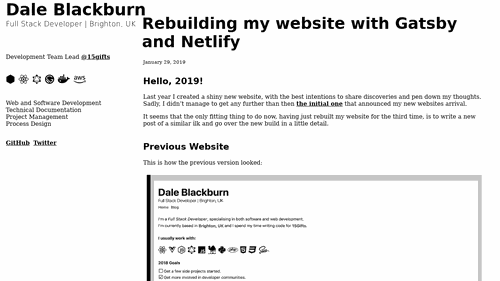 Dale Blackburn
Full Stack Developer | Brighton, UK
Development Team Lead @15gifts
aws
Web and Software Development
Technical Documentation
Project Management
Process Design
GitHub Twitter
Rebuilding my website with Gatsby
and Netlify
January 29, 2019
Hello, 2019!
Last year I created a shiny new website, with the best intentions to share discoveries and pen down my thoughts.
Sadly, I didn't manage to get any further than then the initial one that announced my new websites arrival.
It seems that the only fitting thing to do now, having just rebuilt my website for the third time, is to write a new
post of a similar ilk and go over the new build in a little detail.
Previous Website
This is how the previous version looked:
Dale Blackburn
Full Stack Developer | Brighton, UK
Home Blog
I'm a Full Stack Developer, specialising in both software and web development.
I'm currently based in Brighton, UK and I spend my time writing code for 15Gifts.
I usually work with:
2018 Goals
Get a few side projects started.
Get more involved in developer communities.